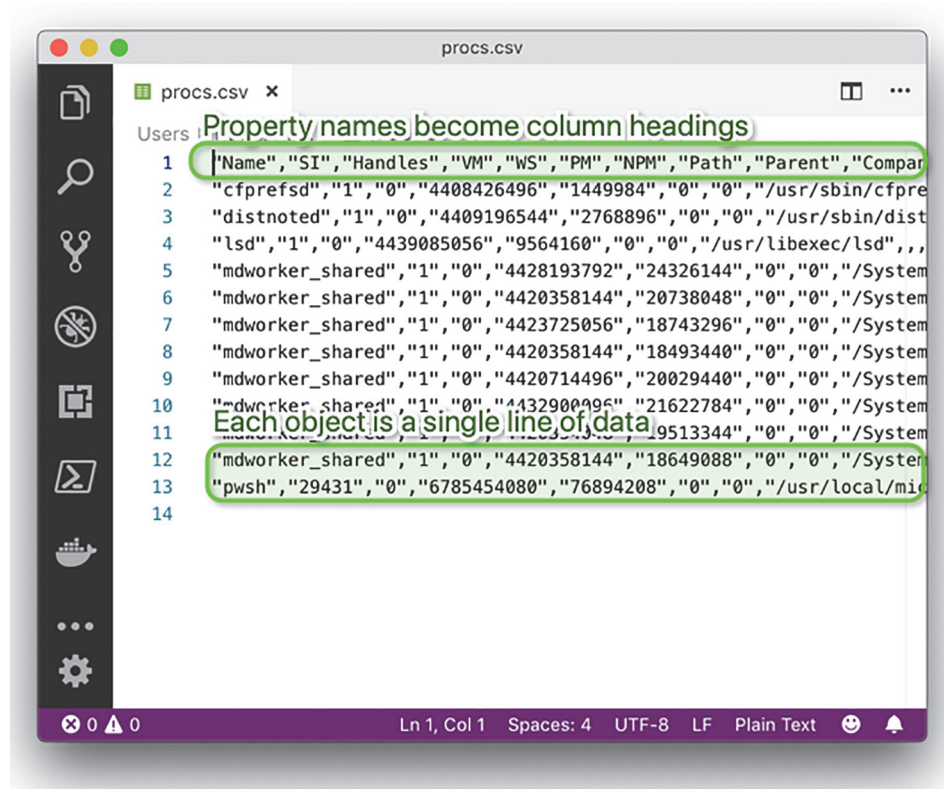 procs.csv
procs.csv
Property names become column headings
Users
1 "Name","SI","Handles","VM","WS","PM","NPM","Path","Parent","Compan
2 "cfprefsd","1","0","4408426496","1449984","0","0","/usr/sbin/cfpre
3 "distnoted","1","0","4409196544","2768896","0","0","/usr/sbin/dist
4 "lsd","1","0","4439085056","9564160","0","0","/usr/libexec/lsd",,,
5 "mdworker_shared","1","0","4428193792","24326144","0","0","/System
6 "mdworker_shared","1","0","4420358144","20738048","0","0","/System
7 "mdworker_shared","1","0","4423725056","18743296","0","0","/System
8 "mdworker_shared","1","0","4420358144","18493440","0","0","/System
9 "mdworker_shared","1","0","4420714496","20029440","0","0","/System
10 "mdworker_shared","1","0","4432900096","21622784","0","0","/System
Each object is a single line of data
11 "mdworker_shared","1","0",19513344","0","0","/System
12 "mdworker_shared","1","0","4420358144","18649088","0","0","/System
13 "pwsh","29431","0","6785454080","76894208","0","0","/usr/local/mic
14
0 0 Ln 1, Col 1 Spaces: 4 UTF-8 LF Plain Text